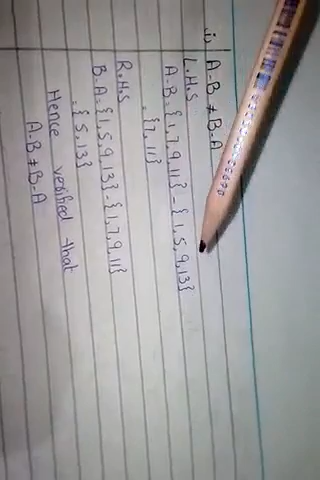 ii) A-B ≠ B-A
L.H.S
A-B = {1,7,9,11} - {1,5,9,13}
= {7,11}
R.H.S
B-A = {1,5,9,13} - {1,7,9,11}
= {5,13}
Hence verified that
A-B ≠ B-A